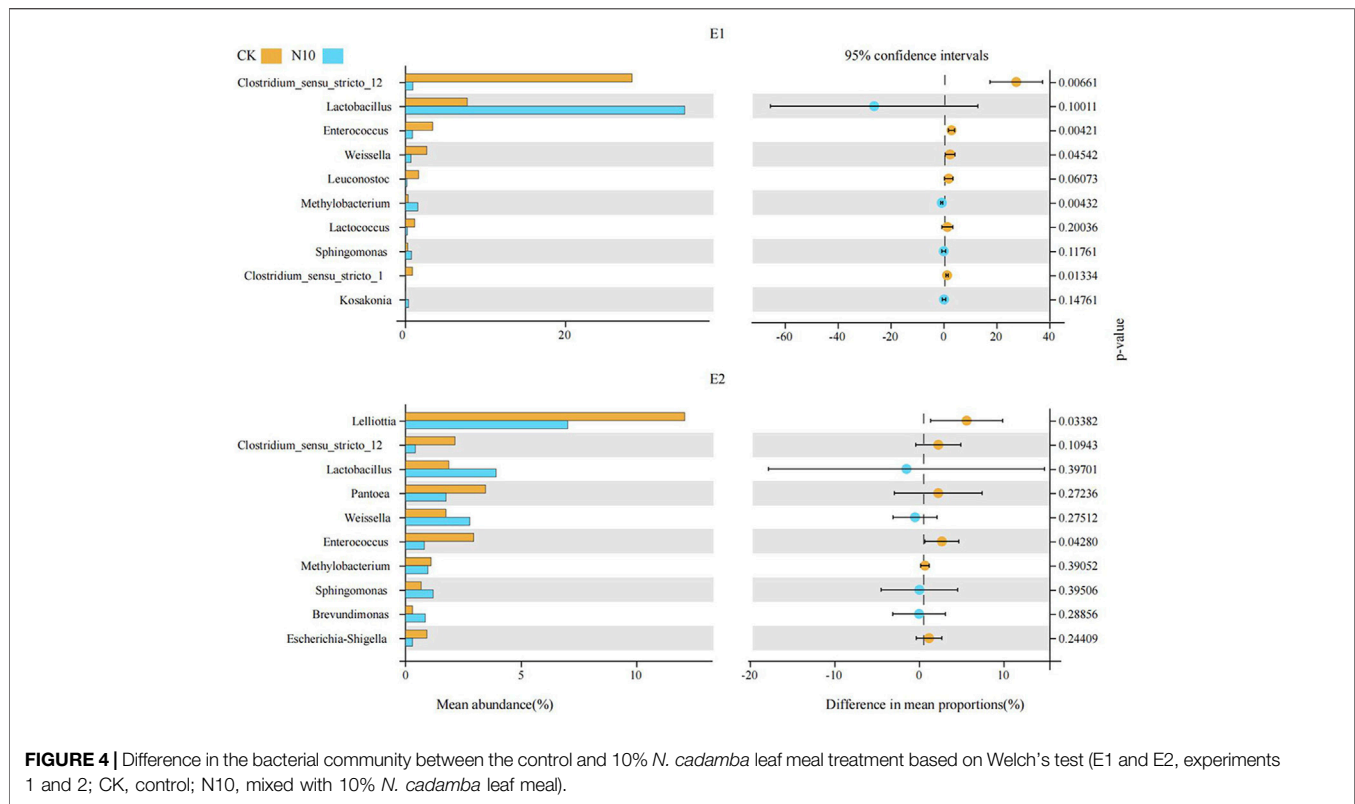 E1
CK N10
95% confidence intervals
Clostridium_sensu_stricto_12 0.00661
Lactobacillus 0.10011
Enterococcus 0.00421
Weissella 0.04542
Leuconostoc 0.06073
Methylobacterium 0.00432
Lactococcus 0.20036
Sphingomonas 0.11761
Clostridium_sensu_stricto_1 0.01334
Kosakonia 0.14761
0 20 -60 -40 -20 0 20 40
p-value
E2
Lelliottia 0.03382
Clostridium_sensu_stricto_12 0.10943
Lactobacillus 0.39701
Pantoea 0.27236
Weissella 0.27512
Enterococcus 0.04280
Methylobacterium 0.39052
Sphingomonas 0.39506
Brevundimonas 0.28856
Escherichia-Shigella 0.24409
0 5 10 -20 -10 0 10
Mean abundance(%) Difference in mean proportions(%)
FIGURE 4 | Difference in the bacterial community between the control and 10% N. cadamba leaf meal treatment based on Welch's test (E1 and E2, experiments
1 and 2; CK, control; N10, mixed with 10% N. cadamba leaf meal).